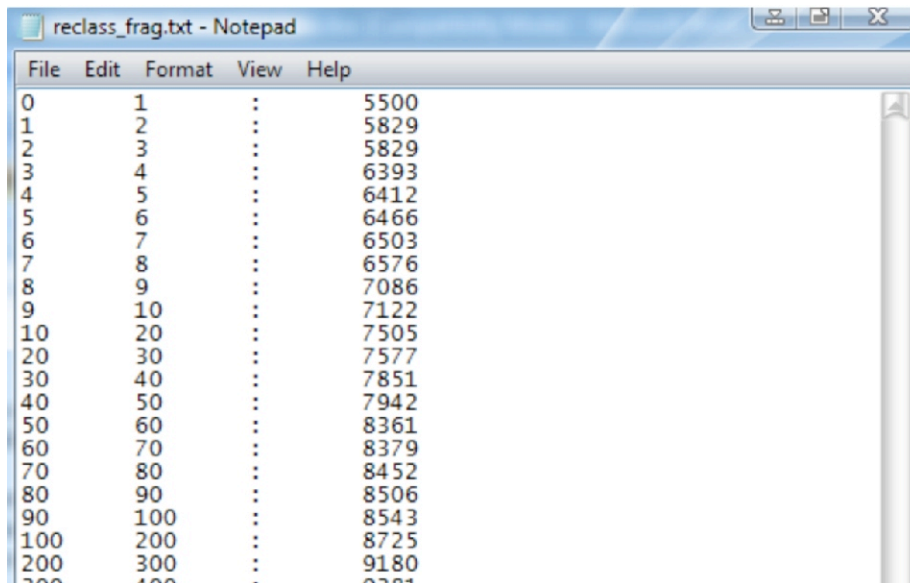 reclass_frag.txt - Notepad
File Edit Format View Help
0 1 : 5500
1 2 : 5829
2 3 : 5829
3 4 : 6393
4 5 : 6412
5 6 : 6466
6 7 : 6503
7 8 : 6576
8 9 : 7086
9 10 : 7122
10 20 : 7505
20 30 : 7577
30 40 : 7851
40 50 : 7942
50 60 : 8361
60 70 : 8379
70 80 : 8452
80 90 : 8506
90 100 : 8543
100 200 : 8725
200 300 : 9180